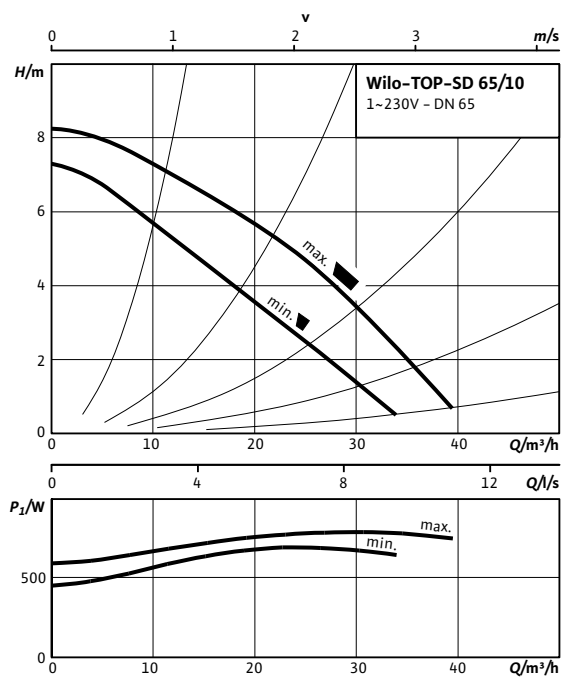 v
0 1 2 3 m/s
H/m
Wilo-TOP-SD 65/10
1~230V - DN 65
8
6
max.
4
min.
2
0
0 10 20 30 40 Q/m³/h
0 4 8 12 Q/l/s
P₁/W
max.
min.
500
0
0 10 20 30 40 Q/m³/h